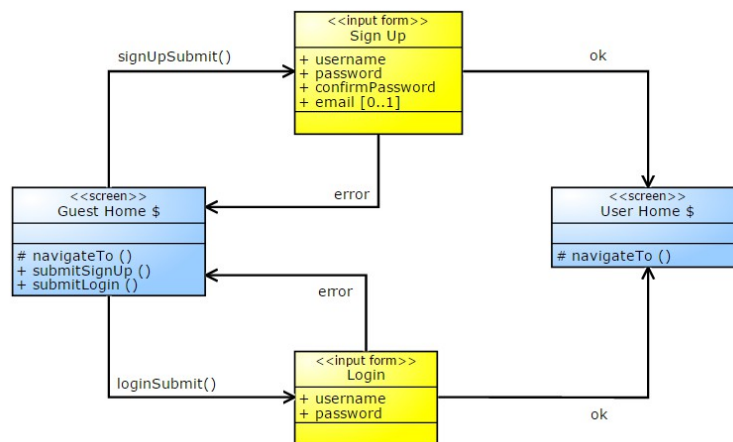 <<input form>>
Sign Up
+ username
+ password
+ confirmPassword
+ email [0..1]
signUpSubmit()
ok
error
<<screen>>
Guest Home $
# navigateTo ()
+ submitSignUp ()
+ submitLogin ()
<<screen>>
User Home $
# navigateTo ()
error
<<input form>>
Login
+ username
+ password
loginSubmit()
ok